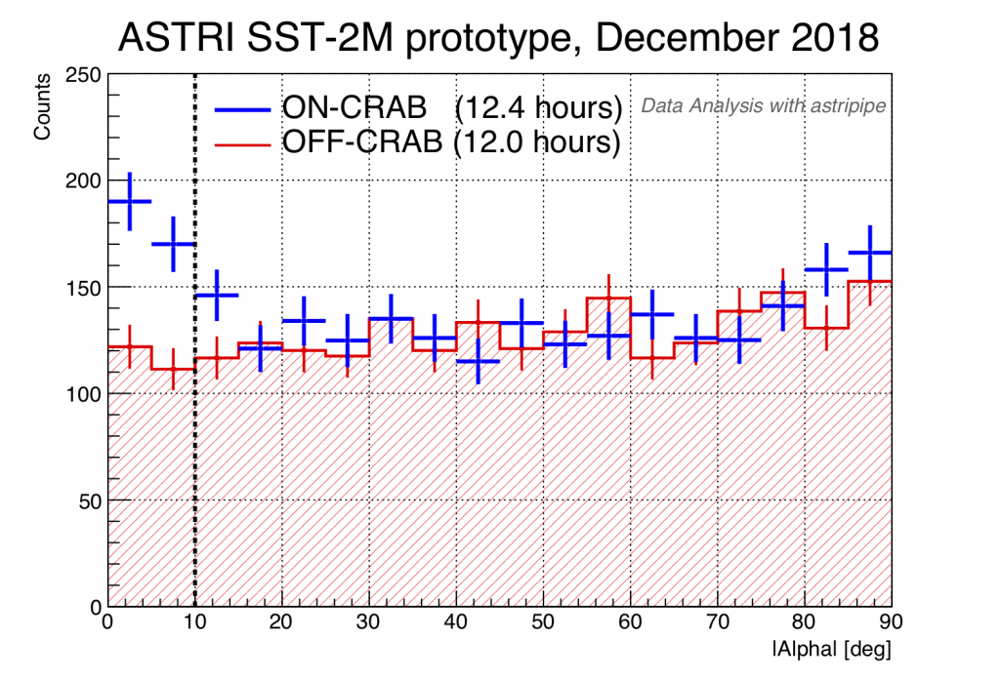 ASTRI SST-2M prototype, December 2018
Counts
250
200
150
100
50
0
ON-CRAB (12.4 hours)
OFF-CRAB (12.0 hours)
Data Analysis with astripipe
0 10 20 30 40 50 60 70 80 90
|Alpha| [deg]